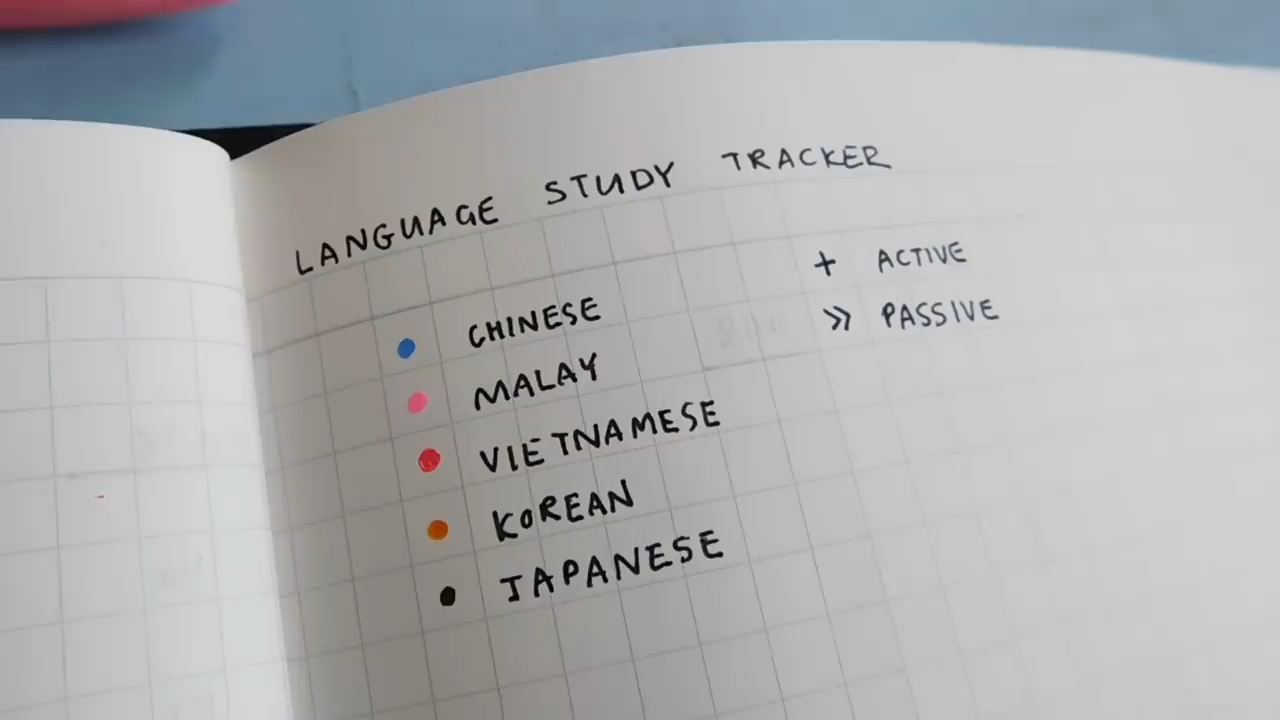 LANGUAGE STUDY TRACKER
+ ACTIVE
» PASSIVE
CHINESE
MALAY
VIETNAMESE
KOREAN
JAPANESE